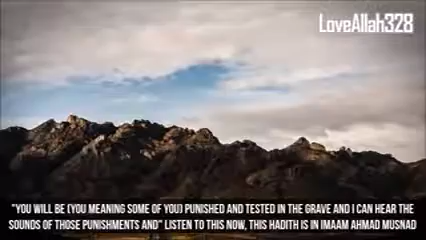 LoveAllah328
"YOU WILL BE (YOU MEANING SOME OF YOU) PUNISHED AND TESTED IN THE GRAVE AND I CAN HEAR THE
SOUNDS OF THOSE PUNISHMENTS AND" LISTEN TO THIS NOW, THIS HADITH IS IN IMAAM AHMAD MUSNAD